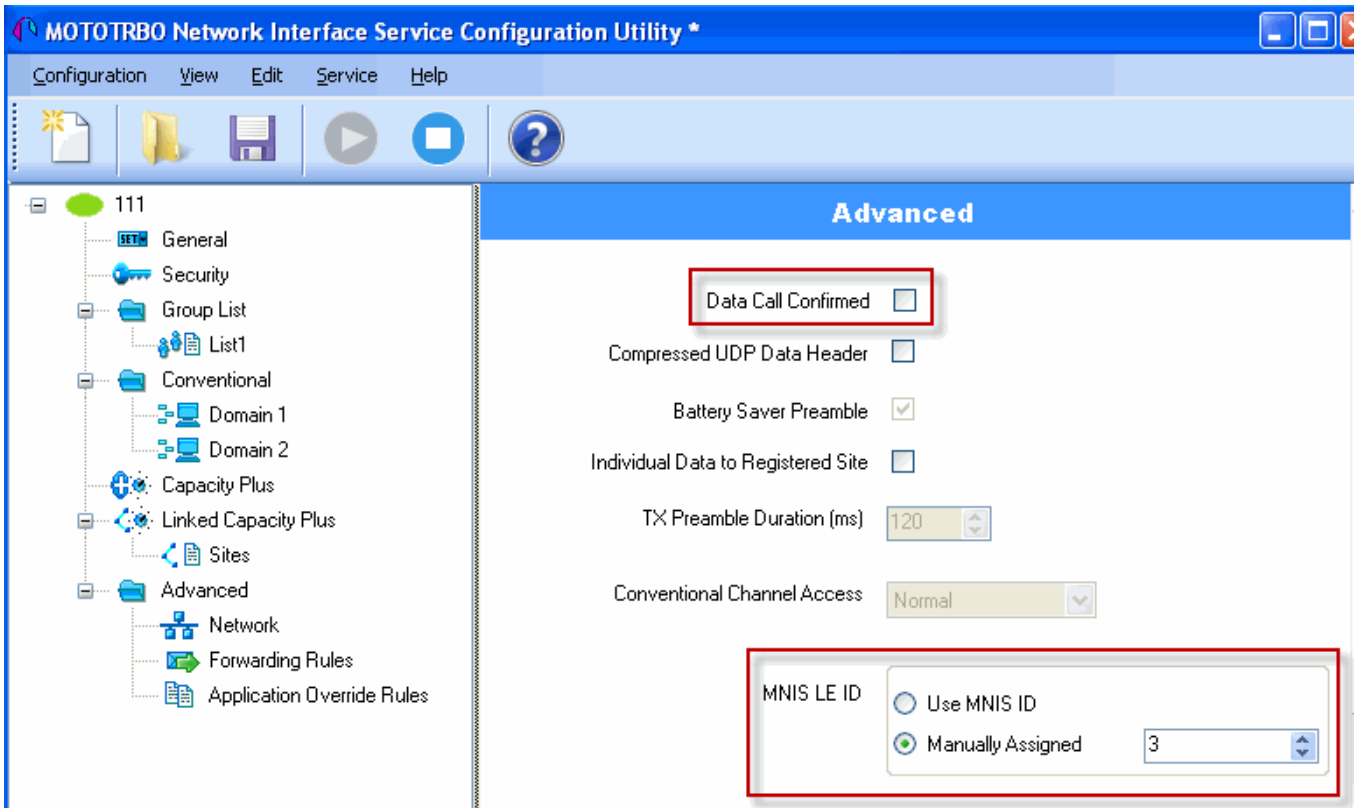 MOTOTRBO Network Interface Service Configuration Utility *
Configuration View Edit Service Help
?
111
SET
General
Security
Group List
List1
Conventional
Domain 1
Domain 2
Capacity Plus
Linked Capacity Plus
Sites
Advanced
Network
Forwarding Rules
Application Override Rules
Advanced
Data Call Confirmed
Compressed UDP Data Header
Battery Saver Preamble
Individual Data to Registered Site
TX Preamble Duration (ms) 120
Conventional Channel Access Normal
MNIS LE ID
Use MNIS ID
Manually Assigned 3